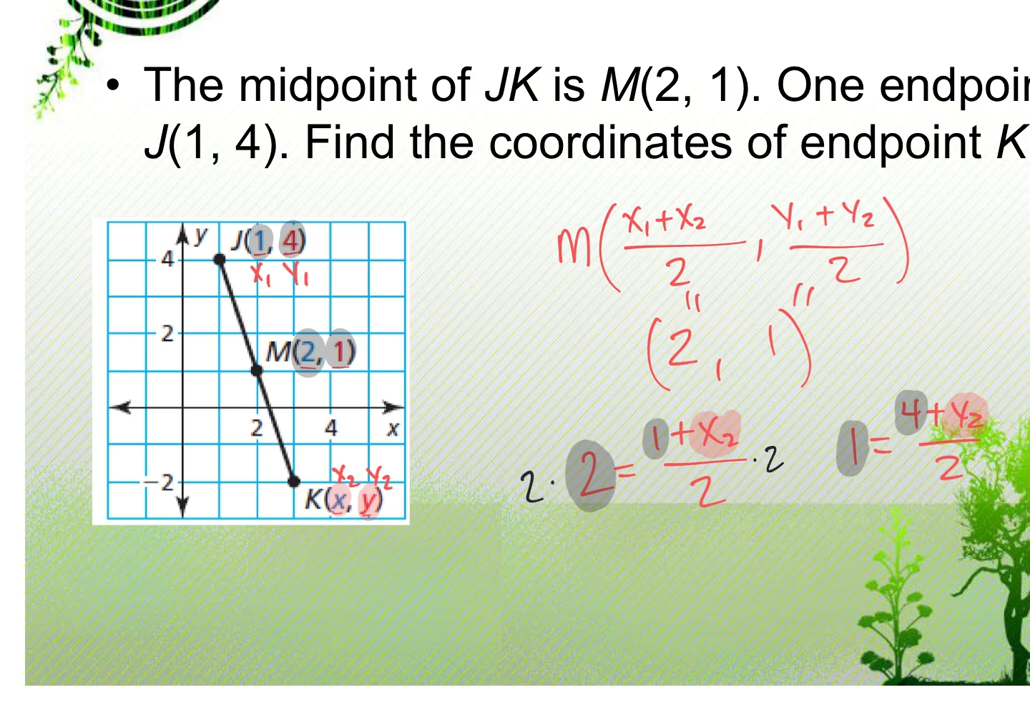 • The midpoint of JK is M(2, 1). One endpoin
J(1, 4). Find the coordinates of endpoint K
y
J(1, 4)
x₁ y₁
4
2
M(2, 1)
2 4 x
-2
x₂ y₂
K(x, y)
M(x₁+x₂/2, y₁+y₂/2)
" "
(2, 1)
2·2=1+x₂/2·2
1=4+y₂/2